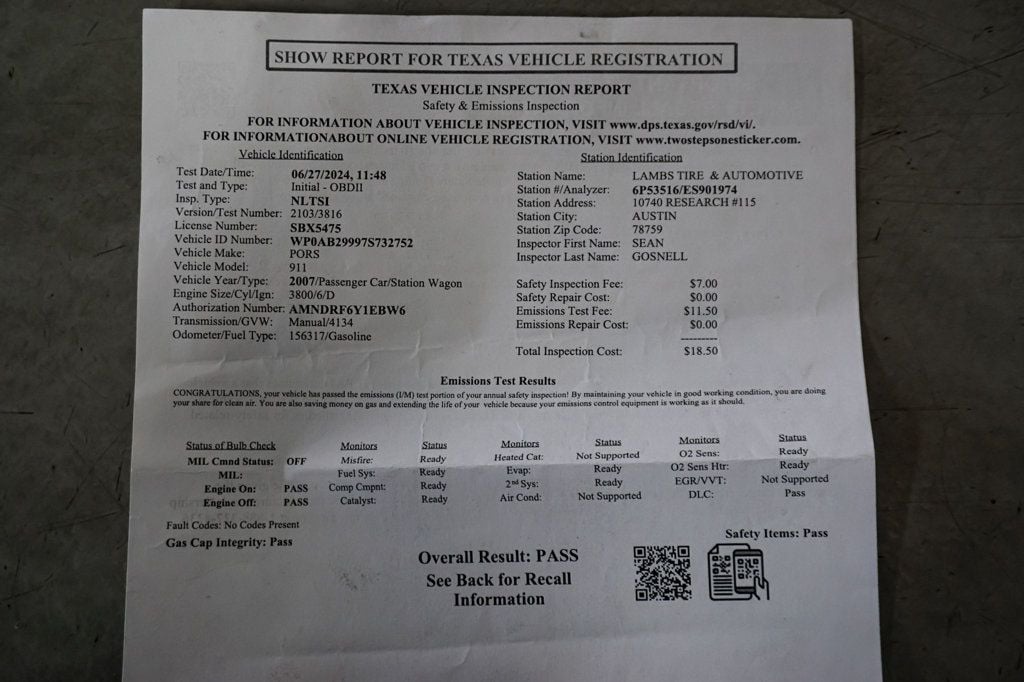 SHOW REPORT FOR TEXAS VEHICLE REGISTRATION
TEXAS VEHICLE INSPECTION REPORT
Safety & Emissions Inspection
FOR INFORMATION ABOUT VEHICLE INSPECTION, VISIT www.dps.texas.gov/rsd/vi/.
FOR INFORMATIONABOUT ONLINE VEHICLE REGISTRATION, VISIT www.twostepsonesticker.com.
Vehicle Identification
Test Date/Time: 06/27/2024, 11:48
Test and Type: Initial - OBDII
Insp. Type: NLTSI
Version/Test Number: 2103/3816
License Number: SBX5475
Vehicle ID Number: WP0AB29997S732752
Vehicle Make: PORS
Vehicle Model: 911
Vehicle Year/Type: 2007/Passenger Car/Station Wagon
Engine Size/Cyl/Ign: 3800/6/D
Authorization Number: AMNDRF6Y1EBW6
Transmission/GVW: Manual/4134
Odometer/Fuel Type: 156317/Gasoline
Station Identification
Station Name: LAMBS TIRE & AUTOMOTIVE
Station #/Analyzer: 6P53516/ES901974
Station Address: 10740 RESEARCH #115
Station City: AUSTIN
Station Zip Code: 78759
Inspector First Name: SEAN
Inspector Last Name: GOSNELL
Safety Inspection Fee: $7.00
Safety Repair Cost: $0.00
Emissions Test Fee: $11.50
Emissions Repair Cost: $0.00
---------
Total Inspection Cost: $18.50
Emissions Test Results
CONGRATULATIONS, your vehicle has passed the emissions (I/M) test portion of your annual safety inspection! By maintaining your vehicle in good working condition, you are doing
your share for clean air. You are also saving money on gas and extending the life of your vehicle because your emissions control equipment is working as it should.
Status of Bulb Check
MIL Cmnd Status: OFF
MIL:
Engine On: PASS
Engine Off: PASS
Monitors Status
Misfire: Ready
Fuel Sys: Ready
Comp Cmpnt: Ready
Catalyst: Ready
Monitors Status
Heated Cat: Not Supported
Evap: Ready
2nd Sys: Ready
Air Cond: Not Supported
Monitors Status
O2 Sens: Ready
O2 Sens Htr: Ready
EGR/VVT: Not Supported
DLC: Pass
Fault Codes: No Codes Present
Gas Cap Integrity: Pass
Safety Items: Pass
Overall Result: PASS
See Back for Recall
Information